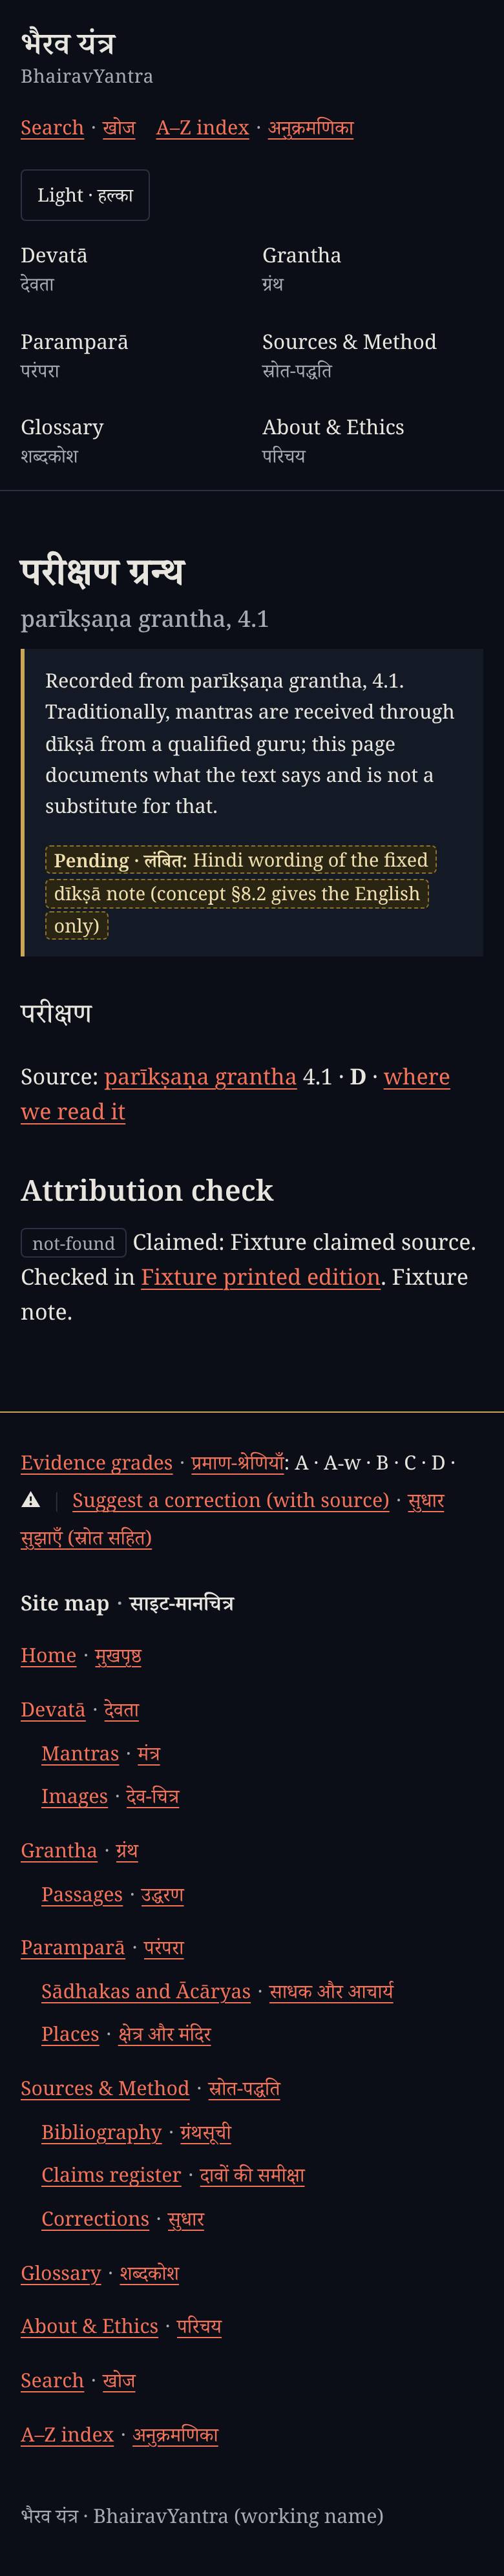 भैरव यंत्र
BhairavYantra
Search · खोज A–Z index · अनुक्रमणिका
Light · हल्का
Devatā
देवता
Grantha
ग्रंथ
Paramparā
परंपरा
Sources & Method
स्रोत-पद्धति
Glossary
शब्दकोश
About & Ethics
परिचय
परीक्षण ग्रन्थ
parīkṣaṇa grantha, 4.1
Recorded from parīkṣaṇa grantha, 4.1.
Traditionally, mantras are received through
dīkṣā from a qualified guru; this page
documents what the text says and is not a
substitute for that.
Pending · लंबित: Hindi wording of the fixed
dīkṣā note (concept §8.2 gives the English
only)
परीक्षण
Source: parīkṣaṇa grantha 4.1 · D · where
we read it
Attribution check
not-found Claimed: Fixture claimed source.
Checked in Fixture printed edition. Fixture
note.
Evidence grades · प्रमाण-श्रेणियाँ: A · A-w · B · C · D ·
⚠ | Suggest a correction (with source) · सुधार
सुझाएँ (स्रोत सहित)
Site map · साइट-मानचित्र
Home · मुखपृष्ठ
Devatā · देवता
Mantras · मंत्र
Images · देव-चित्र
Grantha · ग्रंथ
Passages · उद्धरण
Paramparā · परंपरा
Sādhakas and Ācāryas · साधक और आचार्य
Places · क्षेत्र और मंदिर
Sources & Method · स्रोत-पद्धति
Bibliography · ग्रंथसूची
Claims register · दावों की समीक्षा
Corrections · सुधार
Glossary · शब्दकोश
About & Ethics · परिचय
Search · खोज
A–Z index · अनुक्रमणिका
भैरव यंत्र · BhairavYantra (working name)